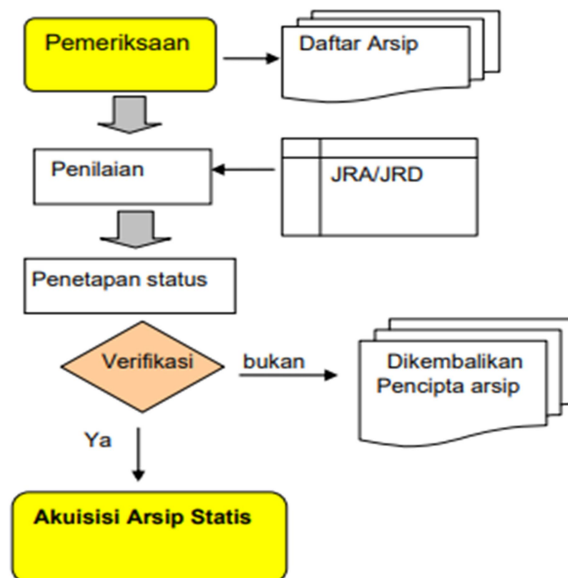 Pemeriksaan
Daftar Arsip
Penilaian
JRA/JRD
Penetapan status
Verifikasi
bukan
Dikembalikan
Pencipta arsip
Ya
Akuisisi Arsip Statis